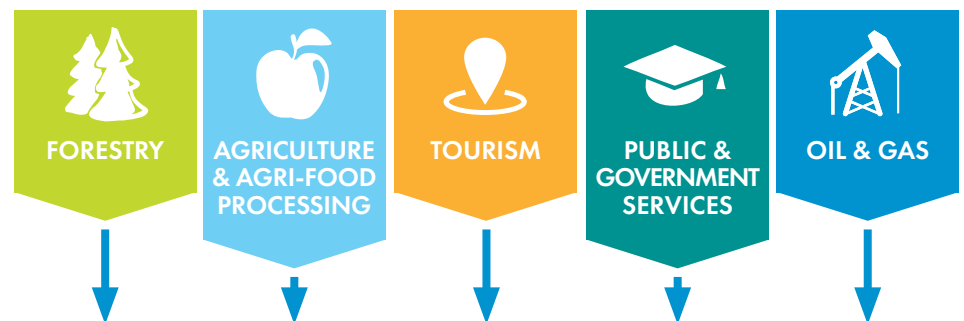 FORESTRY
AGRICULTURE
& AGRI-FOOD
PROCESSING
TOURISM
PUBLIC &
GOVERNMENT
SERVICES
OIL & GAS